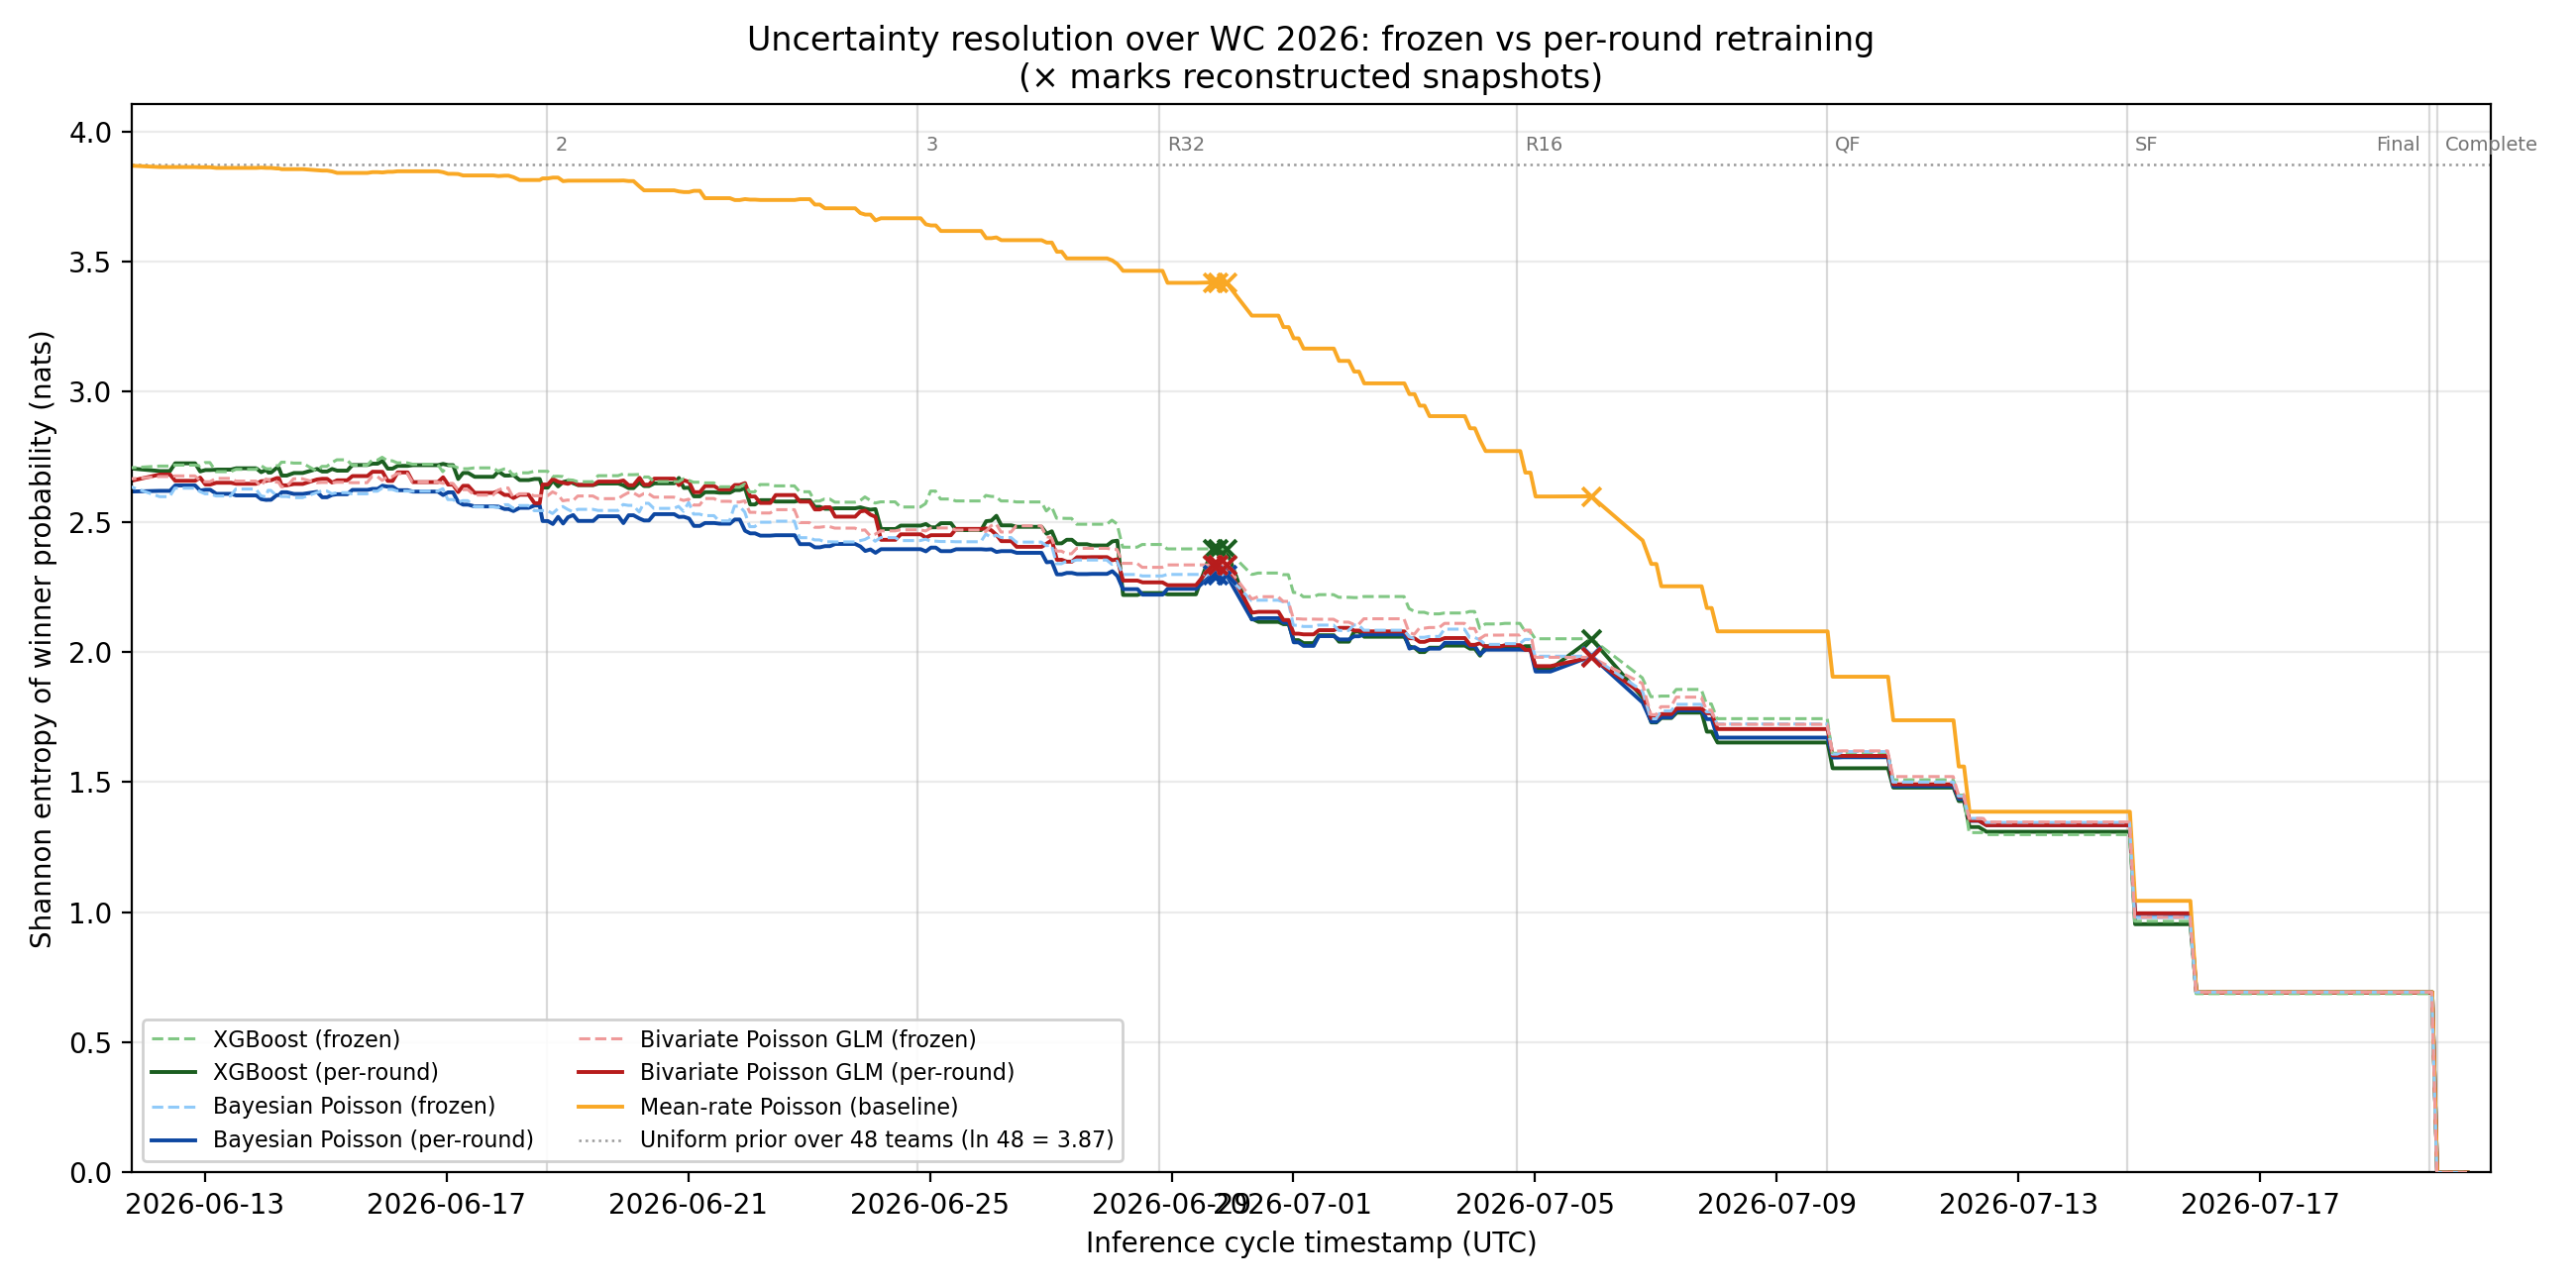 Uncertainty resolution over WC 2026: frozen vs per-round retraining
(× marks reconstructed snapshots)
Shannon entropy of winner probability (nats)
4.0
3.5
3.0
2.5
2.0
1.5
1.0
0.5
0.0
2
3
R32
R16
QF
SF
Final
Complete
XGBoost (frozen)
XGBoost (per-round)
Bayesian Poisson (frozen)
Bayesian Poisson (per-round)
Bivariate Poisson GLM (frozen)
Bivariate Poisson GLM (per-round)
Mean-rate Poisson (baseline)
Uniform prior over 48 teams (ln 48 = 3.87)
2026-06-13
2026-06-17
2026-06-21
2026-06-25
2026-06-29
2026-07-01
2026-07-05
2026-07-09
2026-07-13
2026-07-17
Inference cycle timestamp (UTC)